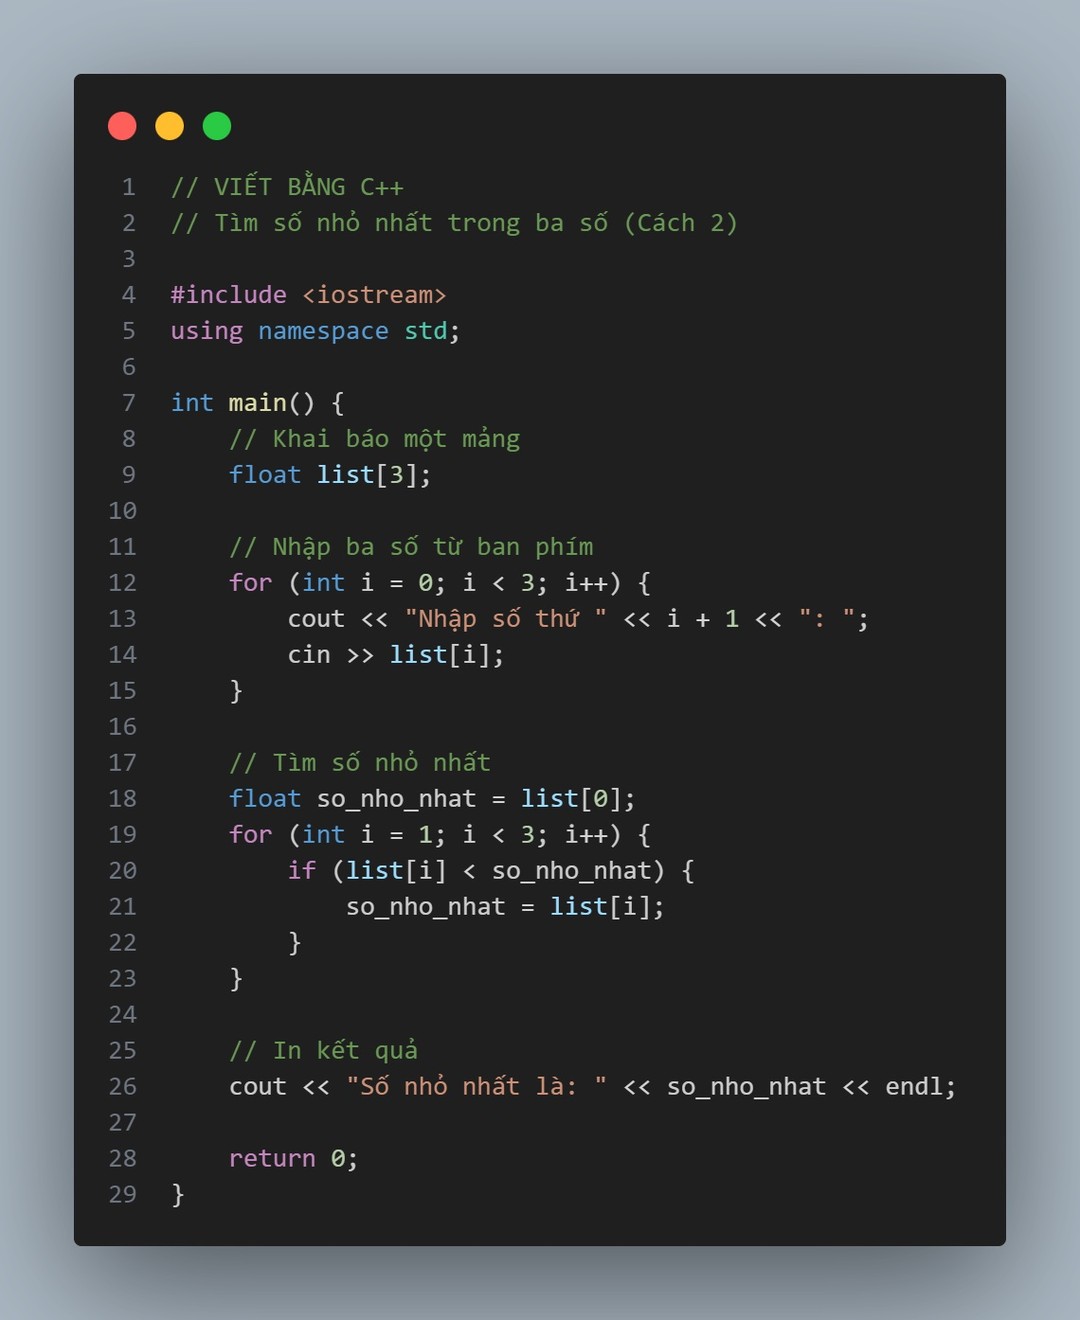 1 // VIẾT BẰNG C++
2 // Tìm số nhỏ nhất trong ba số (Cách 2)
3
4 #include <iostream>
5 using namespace std;
6
7 int main() {
8     // Khai báo một mảng
9     float list[3];
10
11     // Nhập ba số từ ban phím
12     for (int i = 0; i < 3; i++) {
13         cout << "Nhập số thứ " << i + 1 << ": ";
14         cin >> list[i];
15     }
16
17     // Tìm số nhỏ nhất
18     float so_nho_nhat = list[0];
19     for (int i = 1; i < 3; i++) {
20         if (list[i] < so_nho_nhat) {
21             so_nho_nhat = list[i];
22         }
23     }
24
25     // In kết quả
26     cout << "Số nhỏ nhất là: " << so_nho_nhat << endl;
27
28     return 0;
29 }